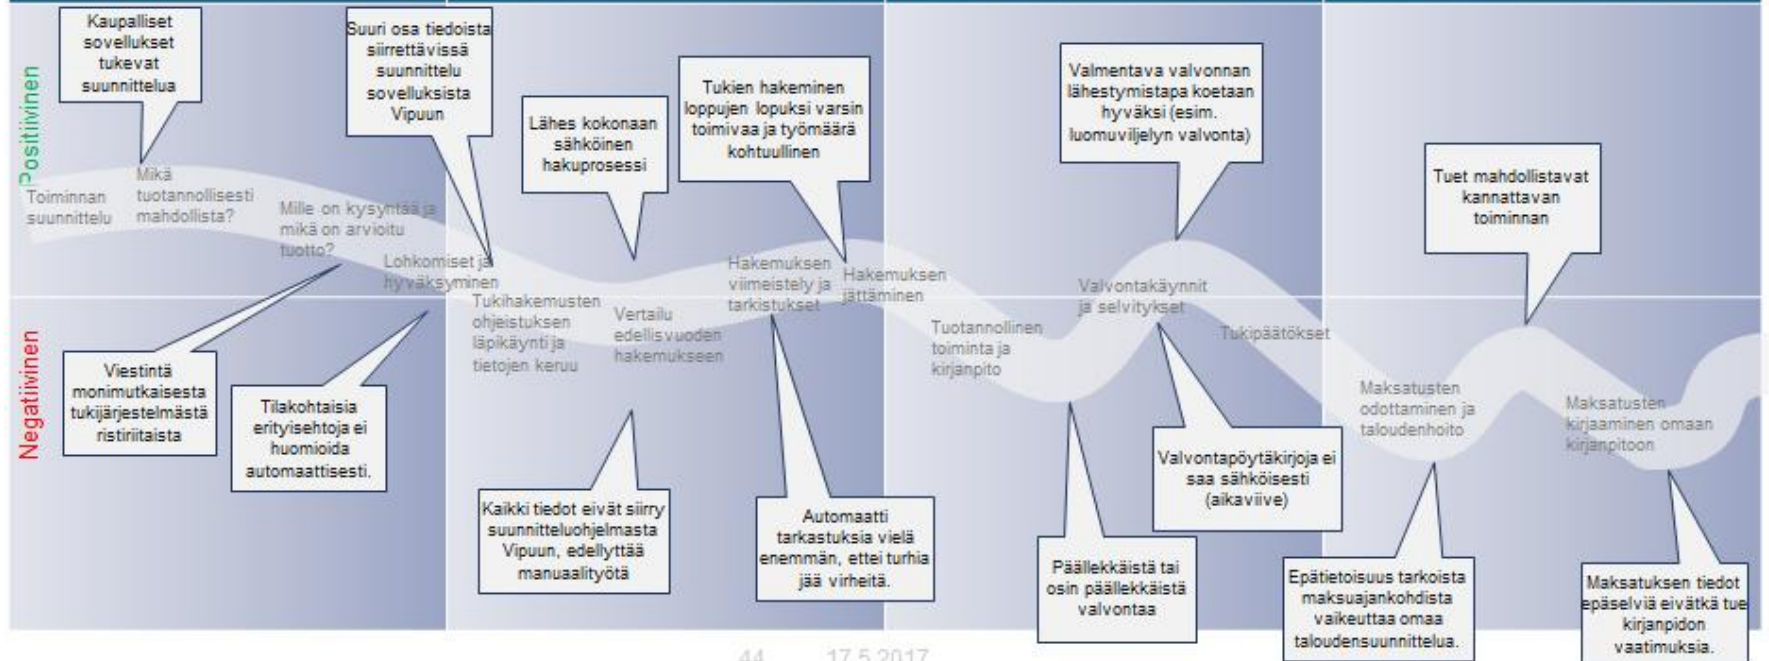 Positiivinen
Negatiivinen
Kaupalliset
sovellukset
tukevat
suunnittelua
Suuri osa tiedoista
siirrettävissä
suunnittelu
sovelluksista
Vipuun
Lähes kokonaan
sähköinen
hakuprosessi
Tukien hakeminen
loppujen lopuksi varsin
toimivaa ja työmäärä
kohtuullinen
Valmentava valvonnan
lähestymistapa koetaan
hyväksi (esim.
luomuviljelyn valvonta)
Tuet mahdollistavat
kannattavan
toiminnan
Toiminnan
suunnittelu
Mikä
tuotannollisesti
mahdollista?
Mille on kysyntää ja
mikä on arvioitu
tuotto?
Lohkomiset ja
hyväksyminen
Tukihakemusten
ohjeistuksen
läpikäynti ja
tietojen keruu
Vertailu
edellisvuoden
hakemukseen
Hakemuksen
viimeistely ja
tarkistukset
Hakemuksen
jättäminen
Tuotannollinen
toiminta ja
kirjanpito
Valvontakäynnit
ja selvitykset
Tukipäätökset
Maksatusten
odottaminen ja
taloudenhoito
Maksatusten
kirjaaminen omaan
kirjanpitoon
Viestintä
monimutkaisesta
tukijärjestelmästä
ristiriitaista
Tilakohtaisia
erityisehtoja ei
huomioida
automaattisesti.
Kaikki tiedot eivät siirry
suunnitteluohjelmasta
Vipuun, edellyttää
manuaalityötä
Automaatti
tarkastuksia vielä
enemmän, ettei turhia
jää virheitä.
Päällekkäistä tai
osin päällekkäistä
valvontaa
Valvontapöytäkirjoja ei
saa sähköisesti
(aikaviive)
Epätietoisuus tarkoista
maksuajankohdista
vaikeuttaa omaa
taloudensuunnittelua.
Maksatuksen tiedot
epäselviä eivätkä tue
kirjanpidon
vaatimuksia.
44 17.5.2017